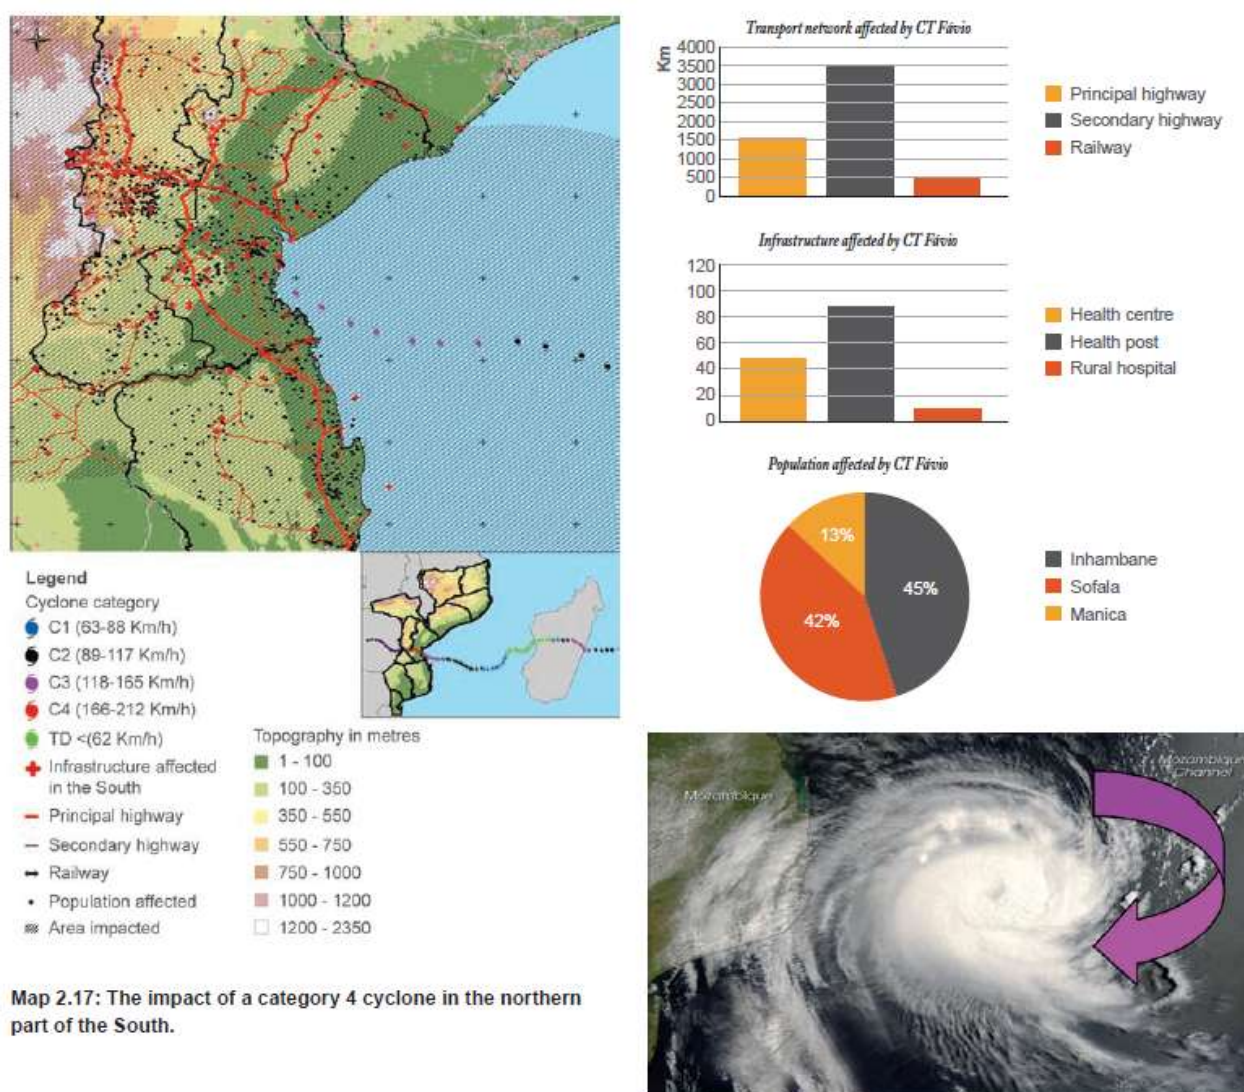 Transport network affected by CT Fávio
Km
4000
3500
3000
2500
2000
1500
1000
500
0
Principal highway
Secondary highway
Railway
Infrastructure affected by CT Fávio
120
100
80
60
40
20
0
Health centre
Health post
Rural hospital
Population affected by CT Fávio
13%
45%
42%
Inhambane
Sofala
Manica
Legend
Cyclone category
C1 (63-88 Km/h)
C2 (89-117 Km/h)
C3 (118-165 Km/h)
C4 (166-212 Km/h)
TD <(62 Km/h)
Infrastructure affected
in the South
Principal highway
Secondary highway
Railway
Population affected
Area impacted
Topography in metres
1 - 100
100 - 350
350 - 550
550 - 750
750 - 1000
1000 - 1200
1200 - 2350
Mozambique
Mozambique
Channel
Map 2.17: The impact of a category 4 cyclone in the northern
part of the South.